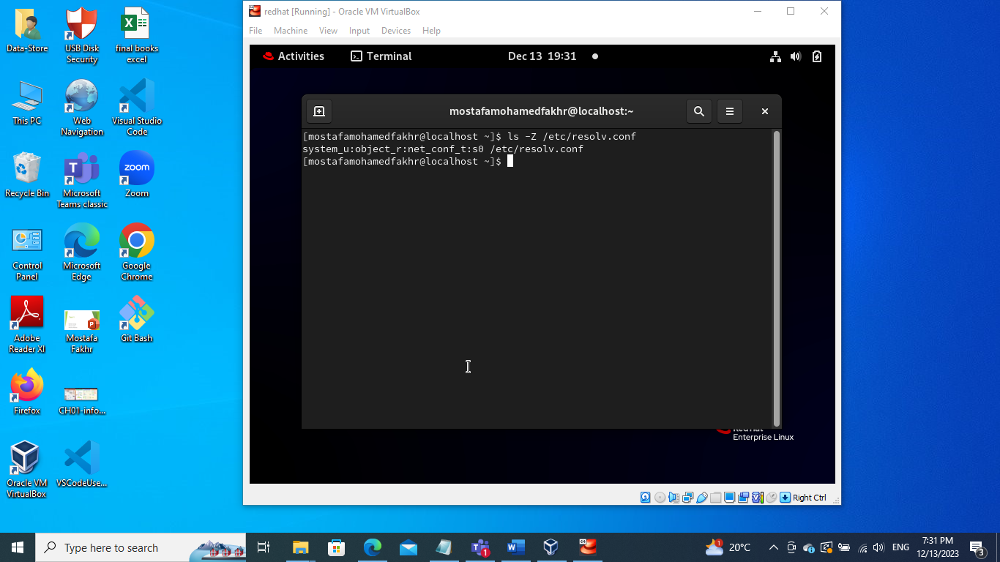 Data-Store
USB Disk Security
final books excel
This PC
Web Navigation
Visual Studio Code
Recycle Bin
Microsoft Teams classic
zoom
Zoom
Control Panel
Microsoft Edge
Google Chrome
Adobe Reader XI
Mostafa Fakhr
Git Bash
Firefox
CH01-info...
Oracle VM VirtualBox
VSCodeUse...
redhat [Running] - Oracle VM VirtualBox
File Machine View Input Devices Help
Activities Terminal Dec 13 19:31
mostafamohamedfakhr@localhost:~
[mostafamohamedfakhr@localhost ~]$ ls -Z /etc/resolv.conf
system_u:object_r:net_conf_t:s0 /etc/resolv.conf
[mostafamohamedfakhr@localhost ~]$
Enterprise Linux
Right Ctrl
Type here to search
1
1
20°C
ENG
7:31 PM
12/13/2023
3